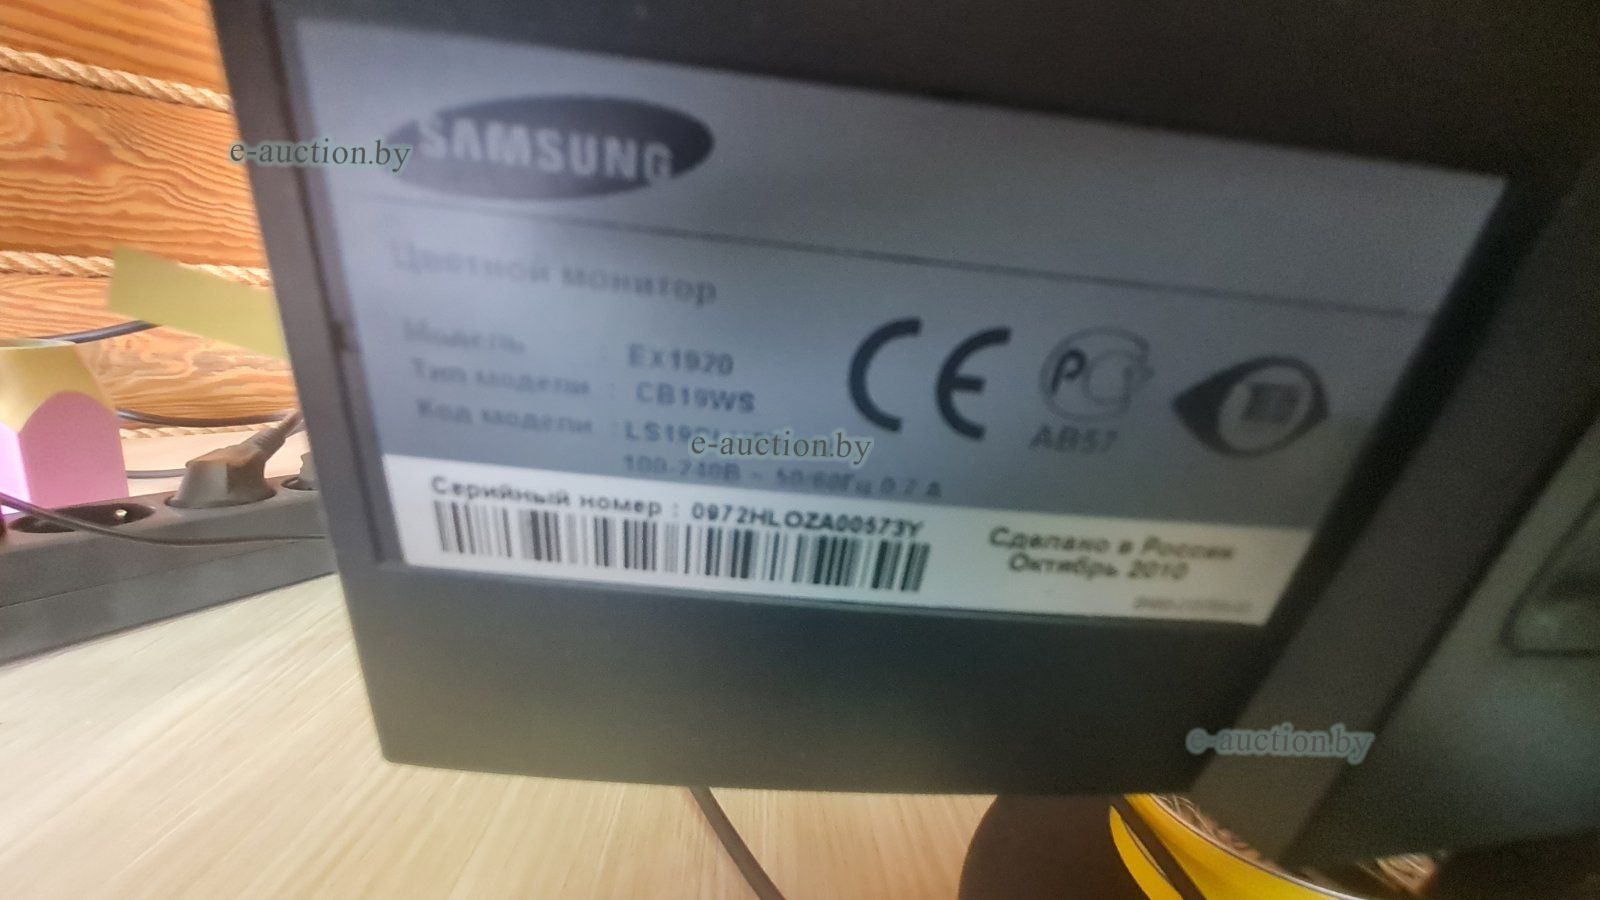 SAMSUNG
e-auction.by
Цветной монитор
Модель : EX1920
Тип модели : CB19WS
Код модели :
e-auction.by
100-240В ~ 50/60Гц 0.7 A
AB57
Серийный номер : 0972HLOZA00573Y
Сделано в России
Октябрь 2010
e-auction.by